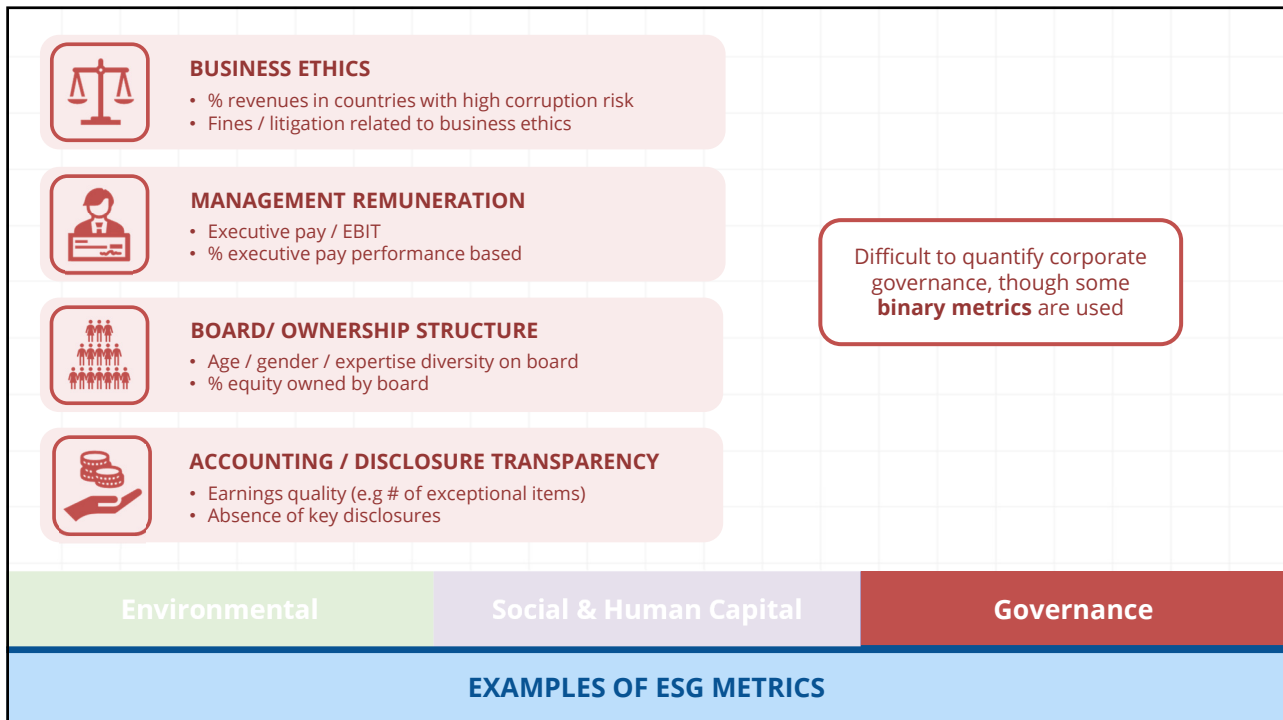 BUSINESS ETHICS
• % revenues in countries with high corruption risk
• Fines / litigation related to business ethics
MANAGEMENT REMUNERATION
• Executive pay / EBIT
• % executive pay performance based
BOARD/ OWNERSHIP STRUCTURE
• Age / gender / expertise diversity on board
• % equity owned by board
ACCOUNTING / DISCLOSURE TRANSPARENCY
• Earnings quality (e.g # of exceptional items)
• Absence of key disclosures
Difficult to quantify corporate
governance, though some
binary metrics are used
Environmental
Social & Human Capital
Governance
EXAMPLES OF ESG METRICS